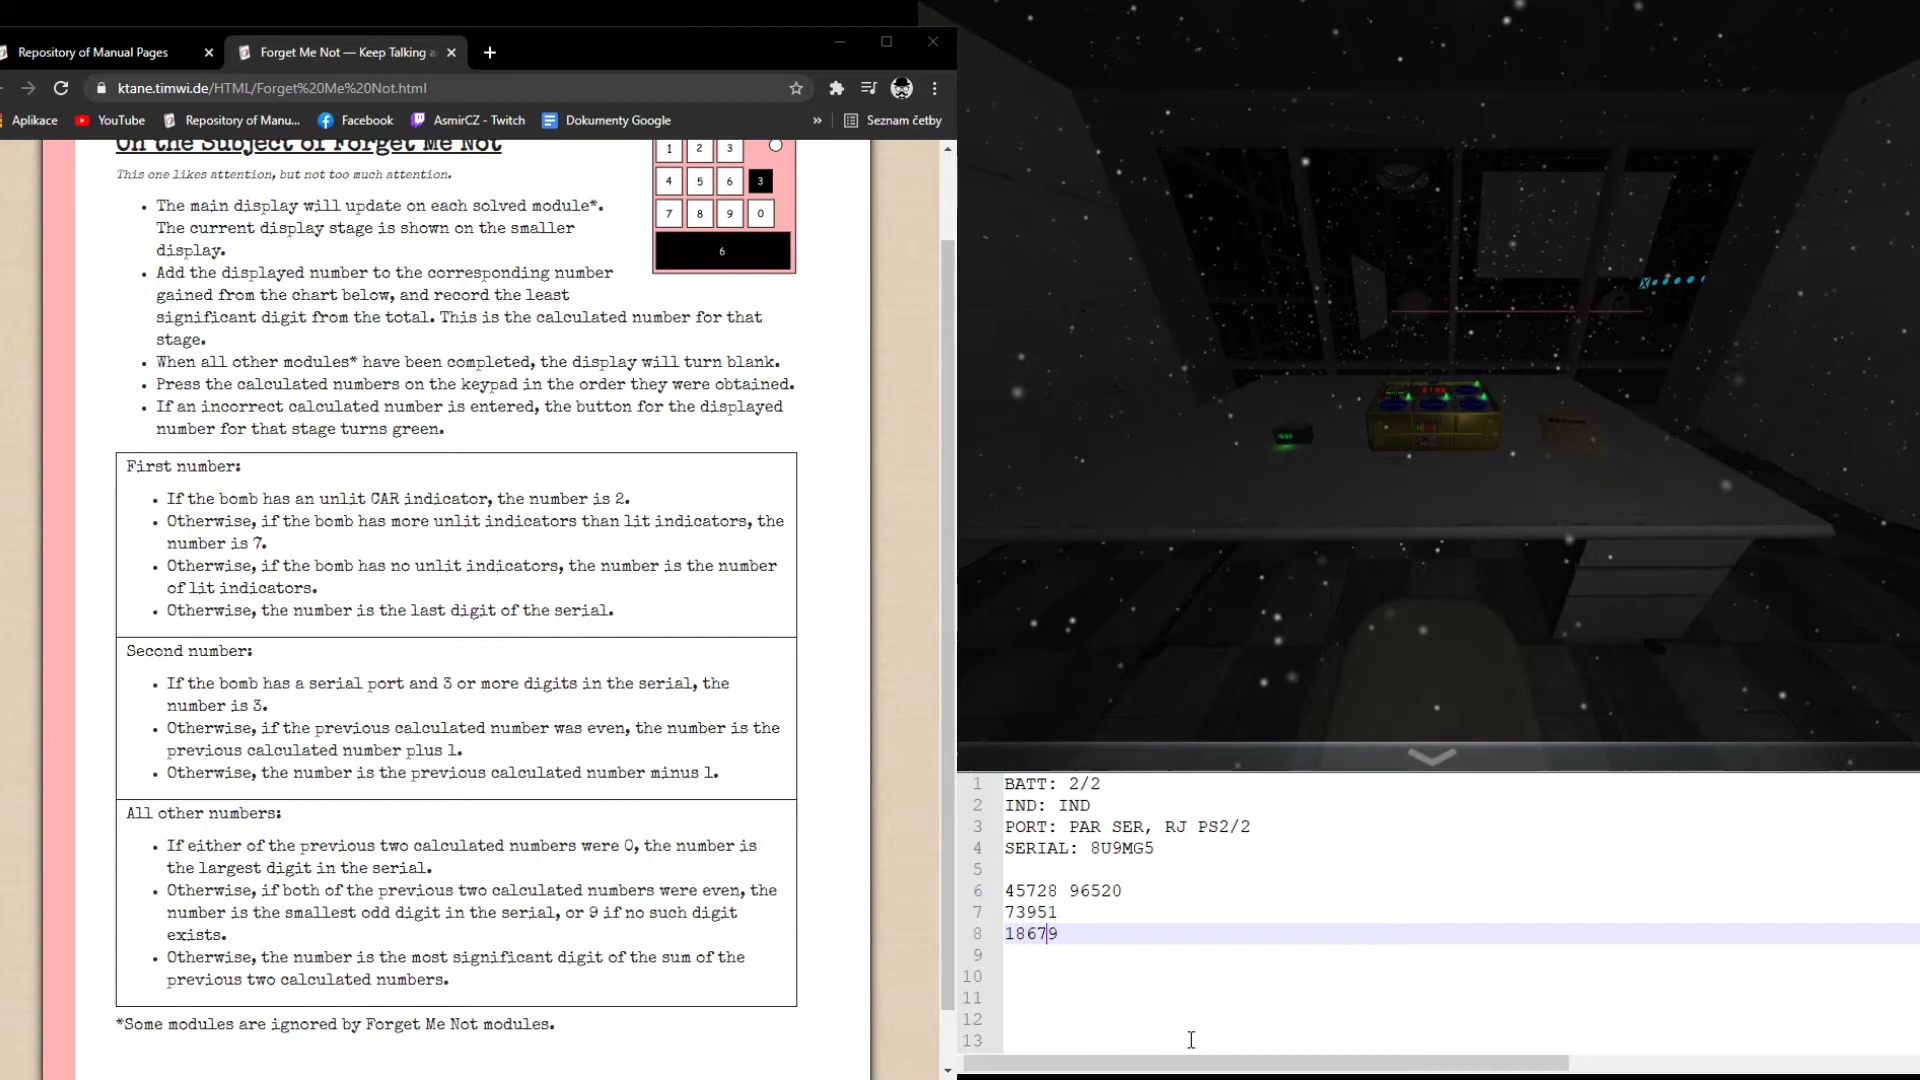 Repository of Manual Pages
Forget Me Not — Keep Talking a
ktane.timwi.de/HTML/Forget%20Me%20Not.html
Aplikace
YouTube
Repository of Manu...
Facebook
AsmirCZ - Twitch
Dokumenty Google
»
Seznam četby
On the Subject of Forget Me Not
This one likes attention, but not too much attention.
1 2 3
4 5 6 3
7 8 9 0
6
• The main display will update on each solved module*.
The current display stage is shown on the smaller
display.
• Add the displayed number to the corresponding number
gained from the chart below, and record the least
significant digit from the total. This is the calculated number for that
stage.
• When all other modules* have been completed, the display will turn blank.
• Press the calculated numbers on the keypad in the order they were obtained.
• If an incorrect calculated number is entered, the button for the displayed
number for that stage turns green.
First number:
• If the bomb has an unlit CAR indicator, the number is 2.
• Otherwise, if the bomb has more unlit indicators than lit indicators, the
number is 7.
• Otherwise, if the bomb has no unlit indicators, the number is the number
of lit indicators.
• Otherwise, the number is the last digit of the serial.
Second number:
• If the bomb has a serial port and 3 or more digits in the serial, the
number is 3.
• Otherwise, if the previous calculated number was even, the number is the
previous calculated number plus 1.
• Otherwise, the number is the previous calculated number minus 1.
All other numbers:
• If either of the previous two calculated numbers were 0, the number is
the largest digit in the serial.
• Otherwise, if both of the previous two calculated numbers were even, the
number is the smallest odd digit in the serial, or 9 if no such digit
exists.
• Otherwise, the number is the most significant digit of the sum of the
previous two calculated numbers.
*Some modules are ignored by Forget Me Not modules.
1 BATT: 2/2
2 IND: IND
3 PORT: PAR SER, RJ PS2/2
4 SERIAL: 8U9MG5
5
6 45728 96520
7 73951
8 18679
9
10
11
12
13